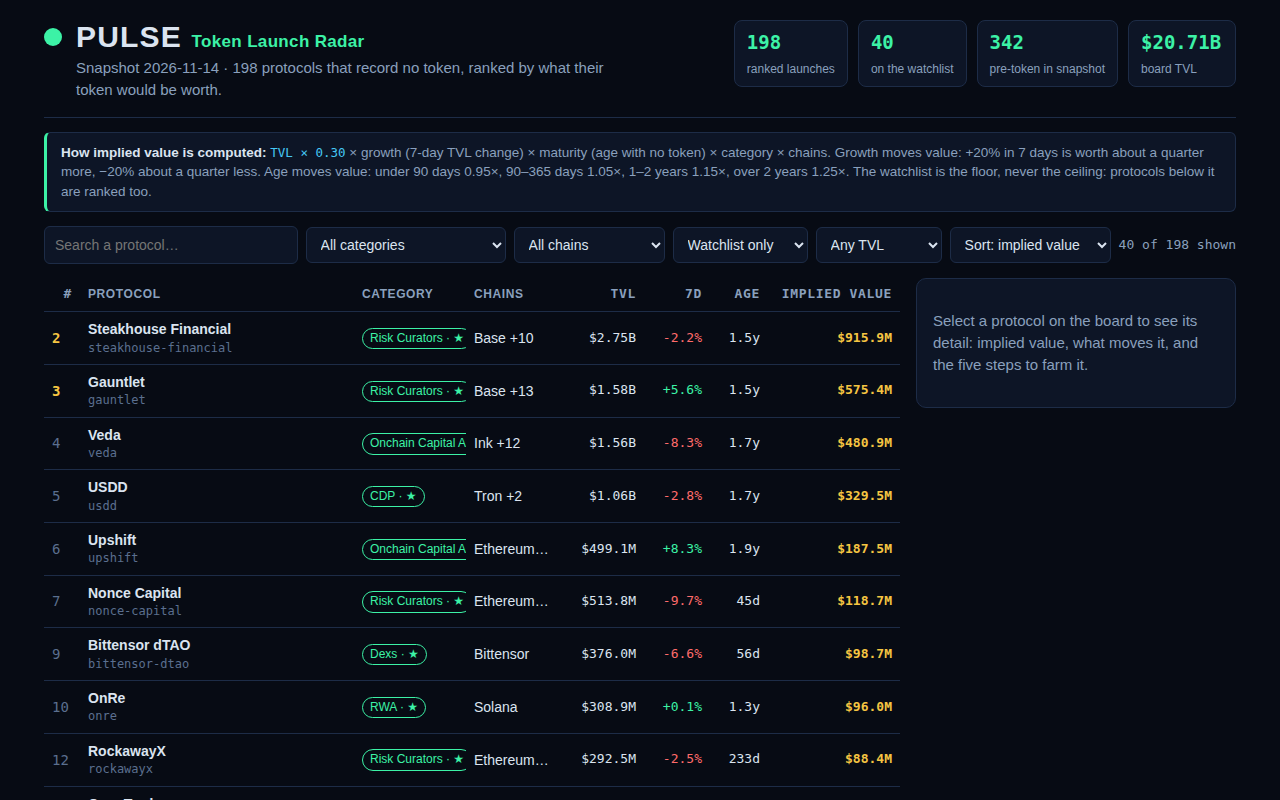 PULSE Token Launch Radar
Snapshot 2026-11-14 · 198 protocols that record no token, ranked by what their
token would be worth.
198
ranked launches
40
on the watchlist
342
pre-token in snapshot
$20.71B
board TVL
How implied value is computed: TVL × 0.30 × growth (7-day TVL change) × maturity (age with no token) × category × chains. Growth moves value: +20% in 7 days is worth about a quarter
more, −20% about a quarter less. Age moves value: under 90 days 0.95×, 90–365 days 1.05×, 1–2 years 1.15×, over 2 years 1.25×. The watchlist is the floor, never the ceiling: protocols below it
are ranked too.
Search a protocol… All categories All chains Watchlist only Any TVL Sort: implied value 40 of 198 shown
# PROTOCOL CATEGORY CHAINS TVL 7D AGE IMPLIED VALUE
2 Steakhouse Financial Risk Curators · ★ Base +10 $2.75B -2.2% 1.5y $915.9M
steakhouse-financial
3 Gauntlet Risk Curators · ★ Base +13 $1.58B +5.6% 1.5y $575.4M
gauntlet
4 Veda Onchain Capital A Ink +12 $1.56B -8.3% 1.7y $480.9M
veda
5 USDD CDP · ★ Tron +2 $1.06B -2.8% 1.7y $329.5M
usdd
6 Upshift Onchain Capital A Ethereum… $499.1M +8.3% 1.9y $187.5M
upshift
7 Nonce Capital Risk Curators · ★ Ethereum… $513.8M -9.7% 45d $118.7M
nonce-capital
9 Bittensor dTAO Dexs · ★ Bittensor $376.0M -6.6% 56d $98.7M
bittensor-dtao
10 OnRe RWA · ★ Solana $308.9M +0.1% 1.3y $96.0M
onre
12 RockawayX Risk Curators · ★ Ethereum… $292.5M -2.5% 233d $88.4M
rockawayx
Select a protocol on the board to see its
detail: implied value, what moves it, and
the five steps to farm it.